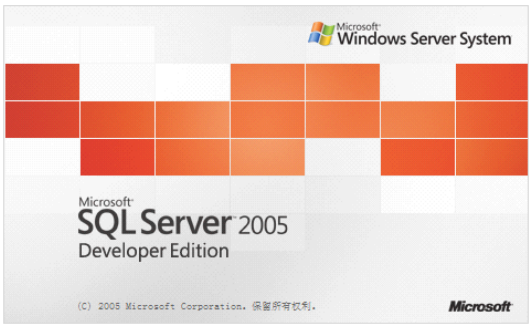 Microsoft
Windows Server System
Microsoft
SQL Server 2005
Developer Edition
(C) 2005 Microsoft Corporation。保留所有权利。
Microsoft